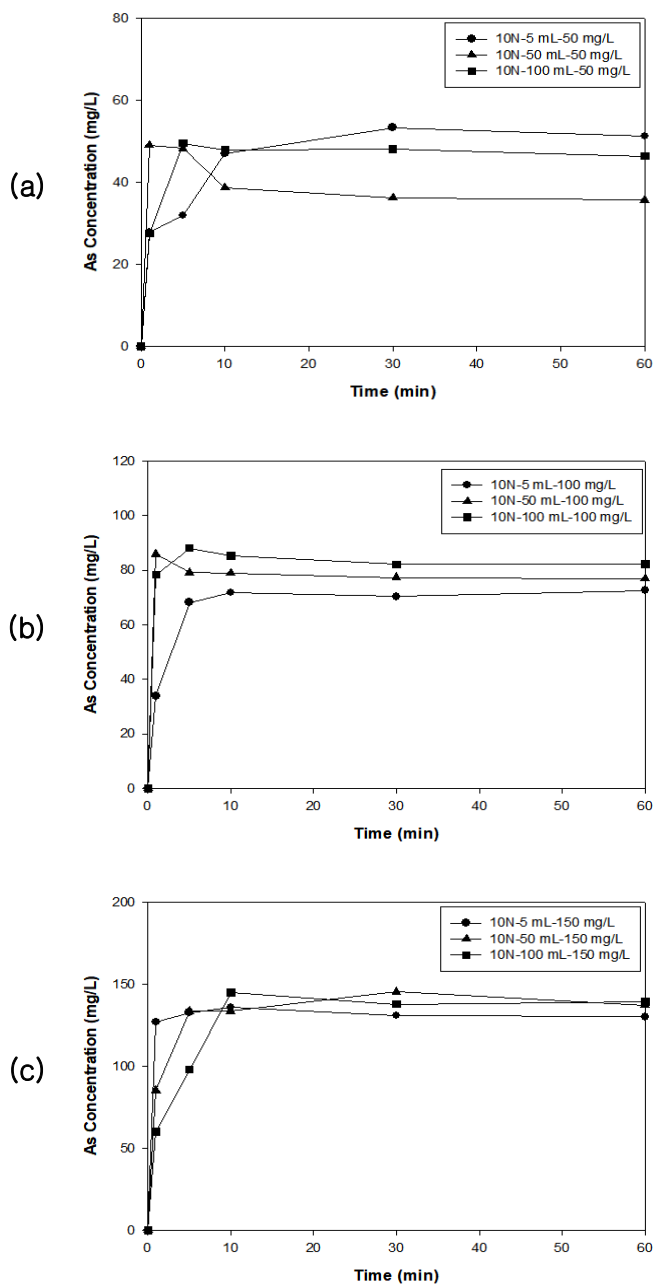 (a)
10N-5 mL-50 mg/L
10N-50 mL-50 mg/L
10N-100 mL-50 mg/L
As Concentration (mg/L)
80
60
40
20
0
0 10 20 30 40 50 60
Time (min)
(b)
10N-5 mL-100 mg/L
10N-50 mL-100 mg/L
10N-100 mL-100 mg/L
As Concentration (mg/L)
120
100
80
60
40
20
0
0 10 20 30 40 50 60
Time (min)
(c)
10N-5 mL-150 mg/L
10N-50 mL-150 mg/L
10N-100 mL-150 mg/L
As Concentration (mg/L)
200
150
100
50
0
0 10 20 30 40 50 60
Time (min)